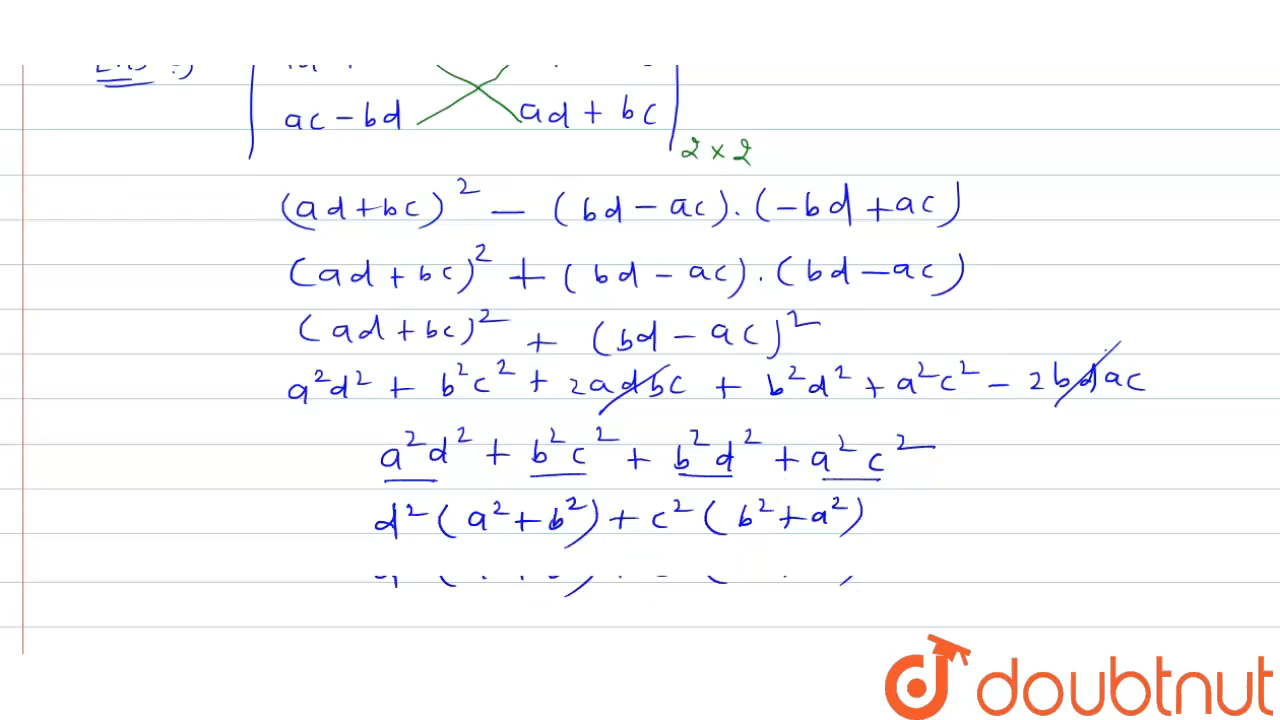 ac - bd ad + bc
2 × 2
(ad+bc)² - (bd - ac).(-bd + ac)
(ad + bc)² + (bd - ac).(bd - ac)
(ad + bc)² + (bd - ac)²
a²d² + b²c² + 2adbc + b²d² + a²c² - 2bdac
a²d² + b²c² + b²d² + a²c²
d²(a²+b²) + c²(b²+a²)
doubtnut